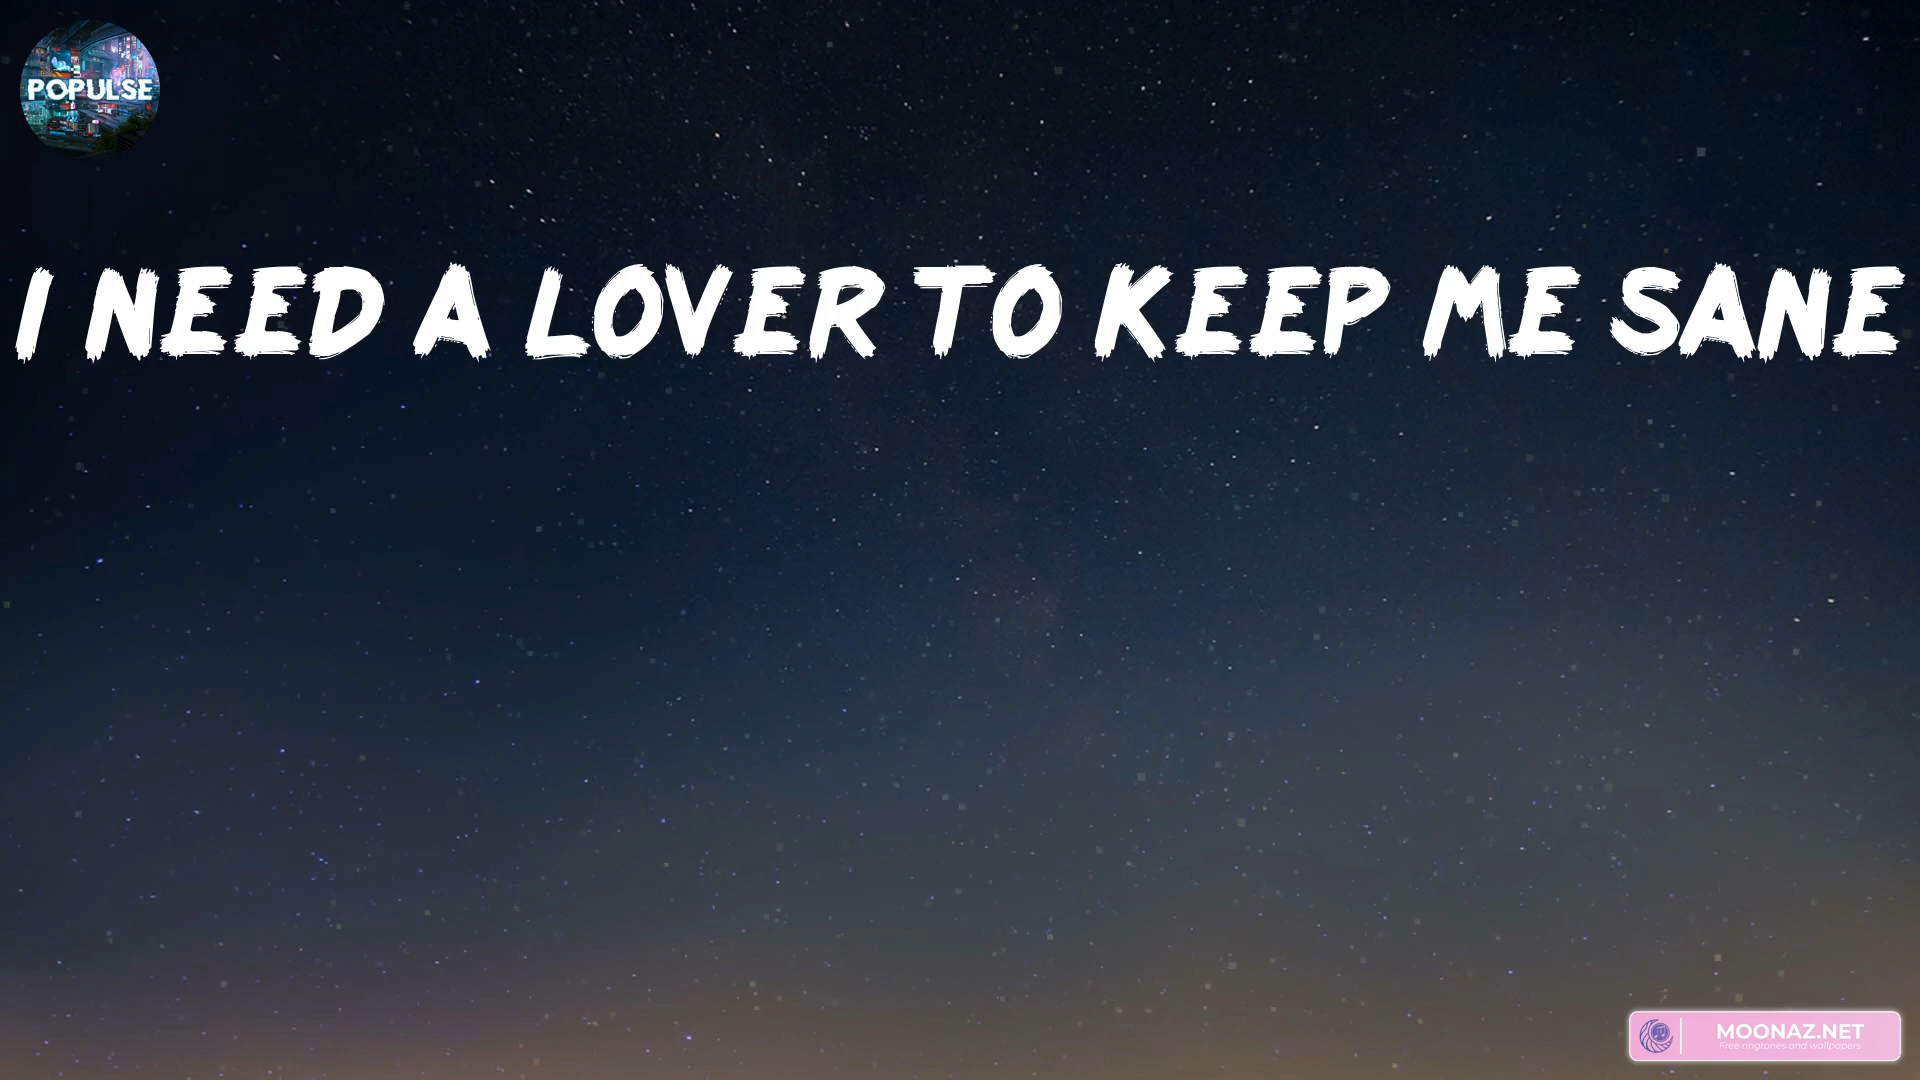 POPULSE
I NEED A LOVER TO KEEP ME SANE
MOONAZ.NET
Free ringtones and wallpapers